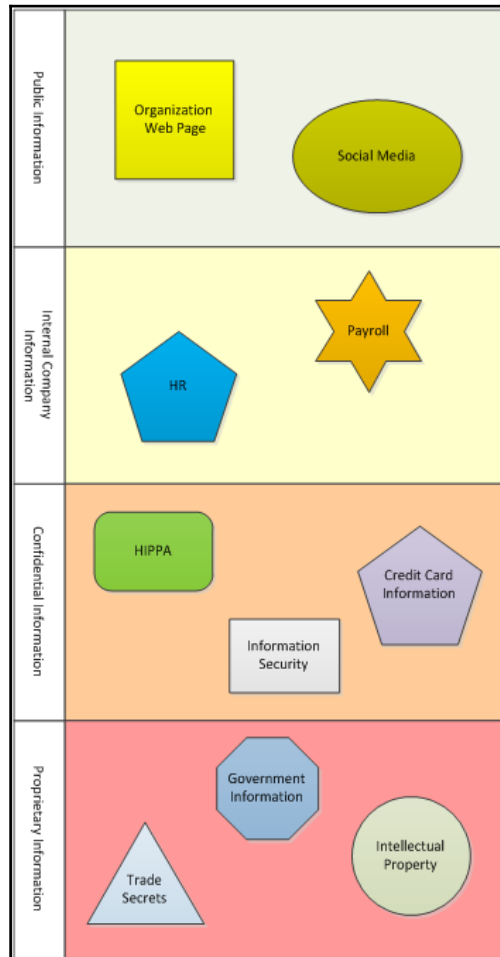 Public Information
Organization
Web Page
Social Media
Internal Company
Information
Payroll
HR
Confidential Information
HIPPA
Credit Card
Information
Information
Security
Proprietary Information
Government
Information
Intellectual
Property
Trade
Secrets